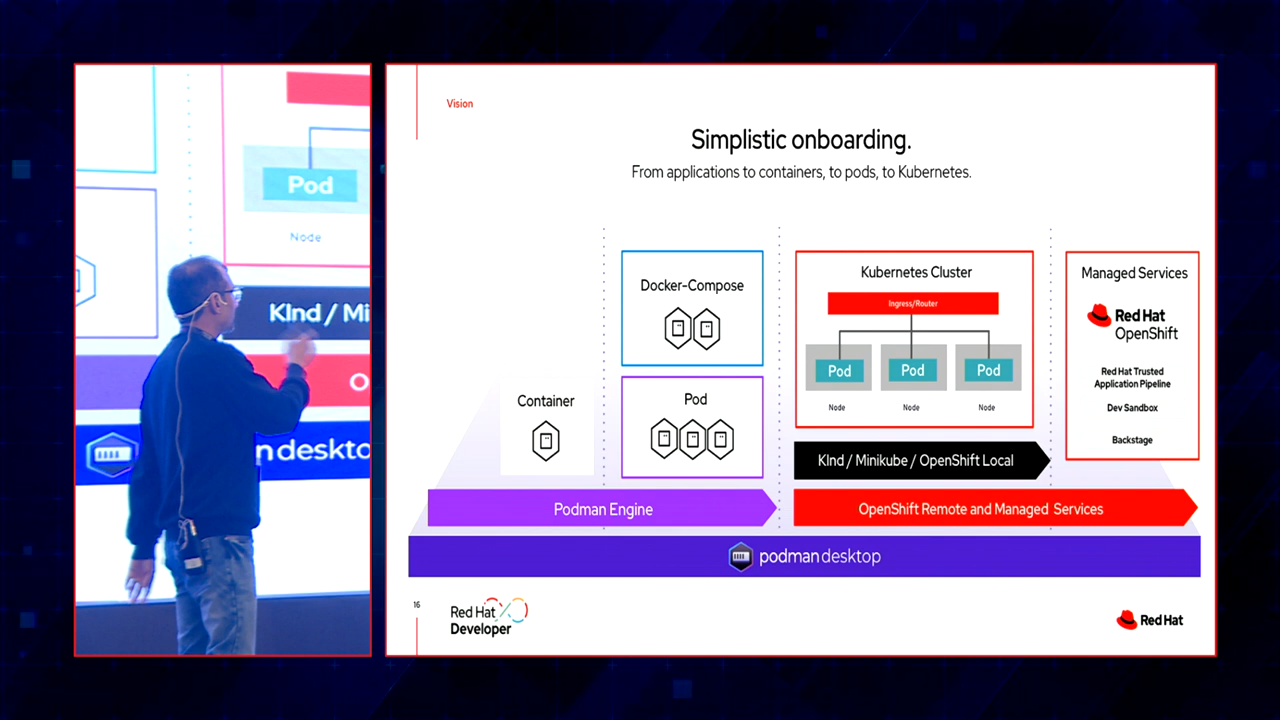 Pod
Node
KInd / Mi
O
n deskto
Vision
Simplistic onboarding.
From applications to containers, to pods, to Kubernetes.
Container
Docker-Compose
Pod
Kubernetes Cluster
Ingress/Router
Pod
Pod
Pod
Node
Node
Node
KInd / Minikube / OpenShift Local
Managed Services
Red Hat
OpenShift
Red Hat Trusted
Application Pipeline
Dev Sandbox
Backstage
Podman Engine
OpenShift Remote and Managed Services
podman desktop
16
Red Hat
Developer
Red Hat